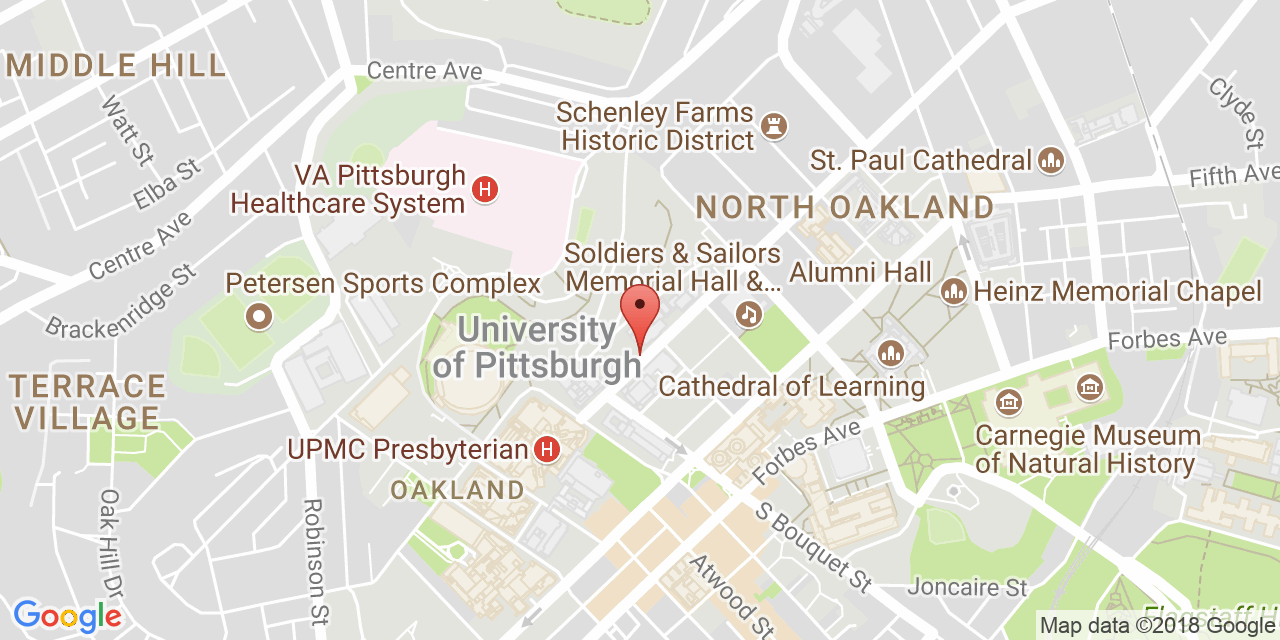 MIDDLE HILL
Centre Ave
Watt St
Elba St
Centre Ave
Brackenridge St
Schenley Farms
Historic District
Clyde St
St. Paul Cathedral
Fifth Ave
VA Pittsburgh
Healthcare System
NORTH OAKLAND
Soldiers & Sailors
Memorial Hall &...
Alumni Hall
Petersen Sports Complex
Heinz Memorial Chapel
University
of Pittsburgh
Forbes Ave
TERRACE
VILLAGE
Cathedral of Learning
UPMC Presbyterian
Forbes Ave
Carnegie Museum
of Natural History
OAKLAND
Oak Hill Dr
Robinson St
S Bouquet St
Atwood St
Joncaire St
Google
Map data ©2018 Google